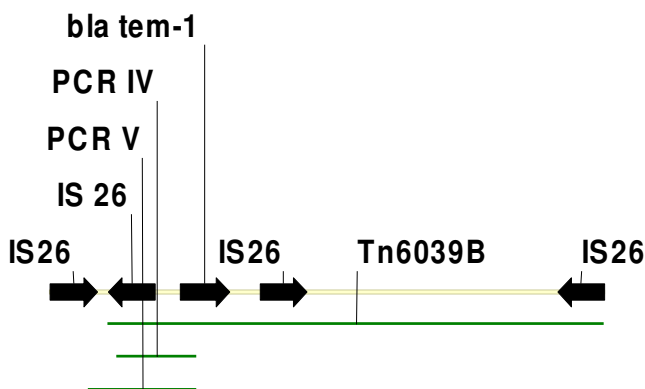 bla tem-1
PCR IV
PCR V
IS 26
IS26 IS26 Tn6039B IS26